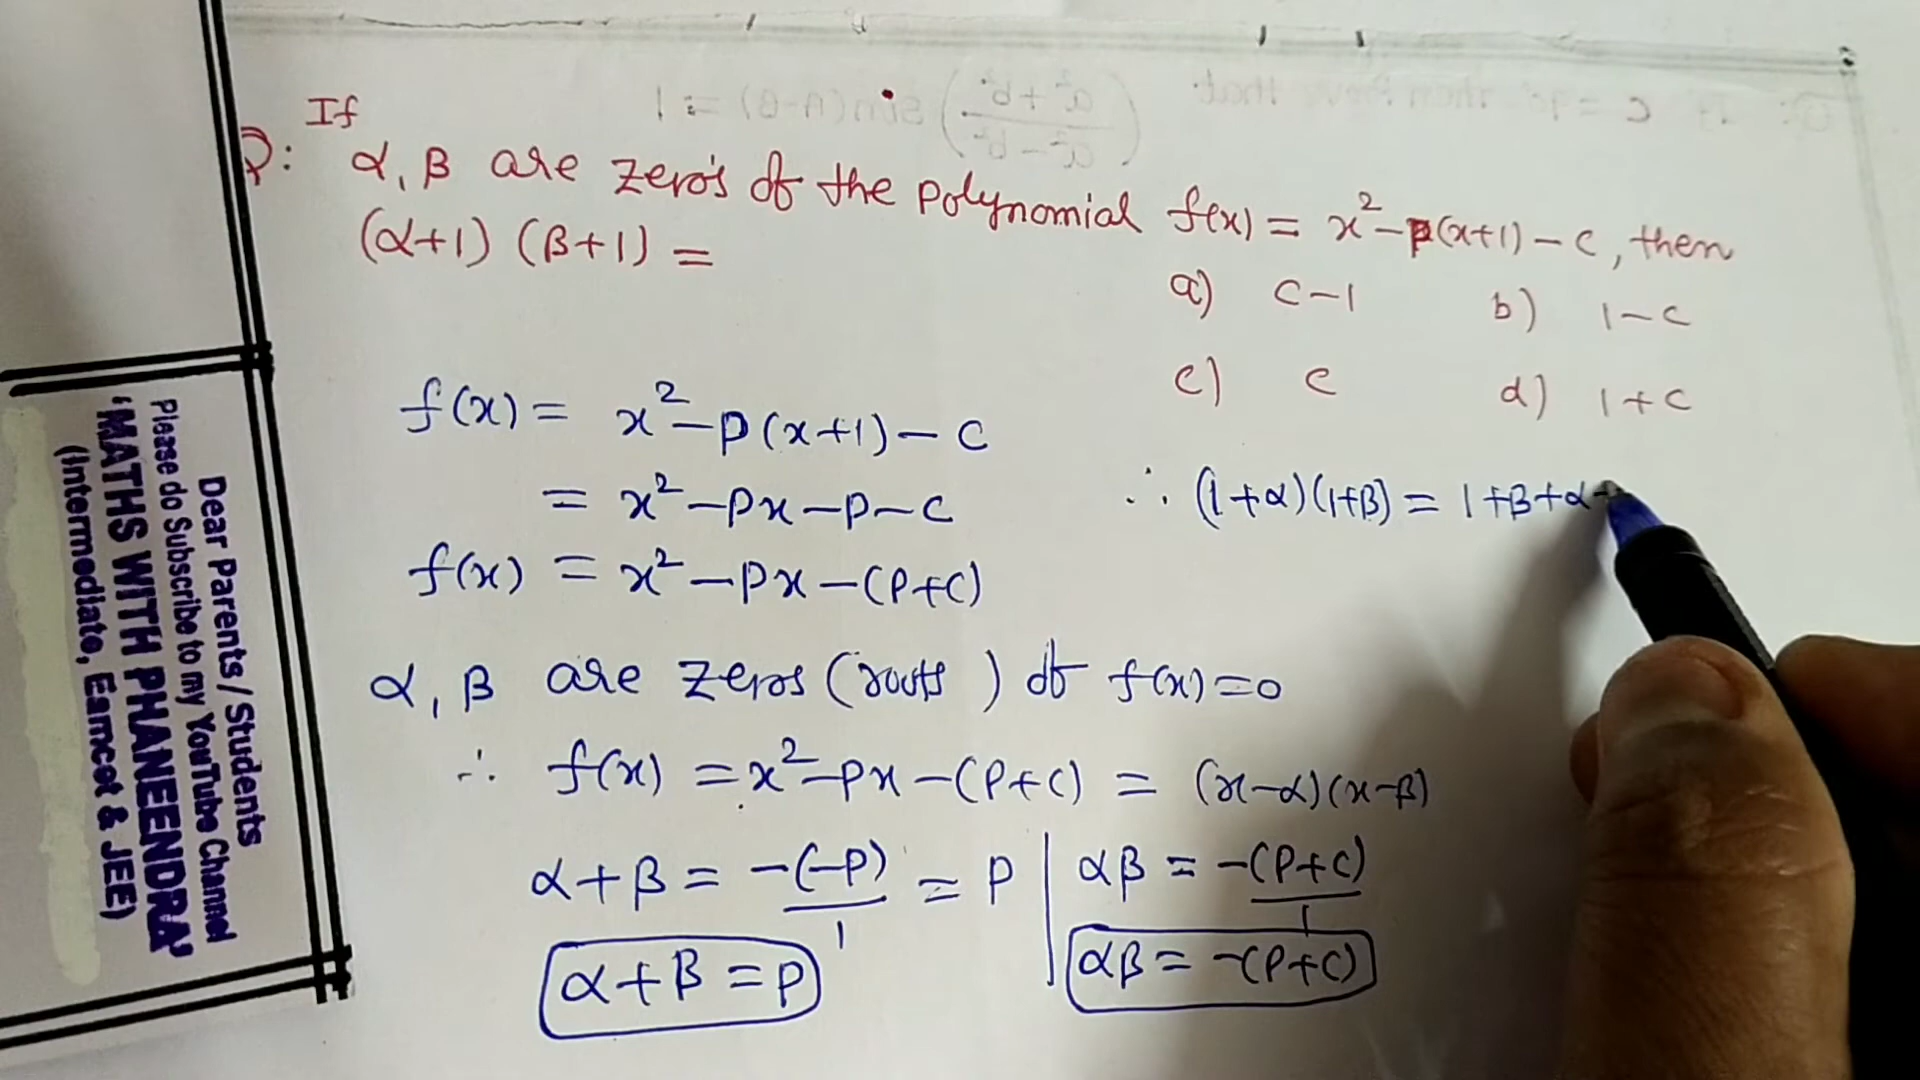 If
Q: α, β are zero's of the polynomial f(x) = x² – p(x+1) – c, then
(α+1) (β+1) =
a) c–1 b) 1–c
c) c d) 1+c
f(x) = x² – p(x+1) – c
= x² – px – p – c
f(x) = x² – px – (p+c)
∴ (1+α)(1+β) = 1+β+α+
α, β are zeros (roots ) of f(x)=0
∴ f(x) = x² – px – (p+c) = (x–α)(x–β)
α+β = –(–p)/1 = p | αβ = –(p+c)/1
α+β = p αβ = –(p+c)
Dear Parents / Students
Please do Subscribe to my YouTube Channel
'MATHS WITH PHANEENDRA'
(Intermediate, Eamcet & JEE)